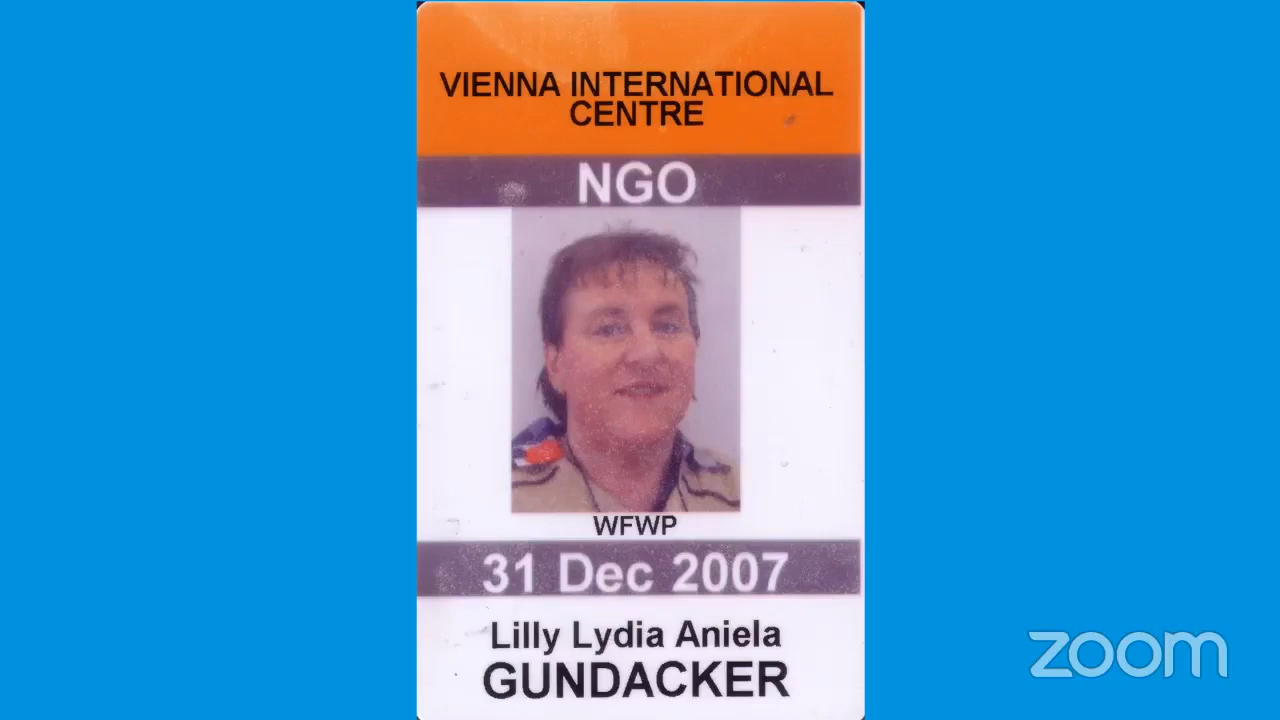 VIENNA INTERNATIONAL
CENTRE
NGO
WFWP
31 Dec 2007
Lilly Lydia Aniela
GUNDACKER
zoom